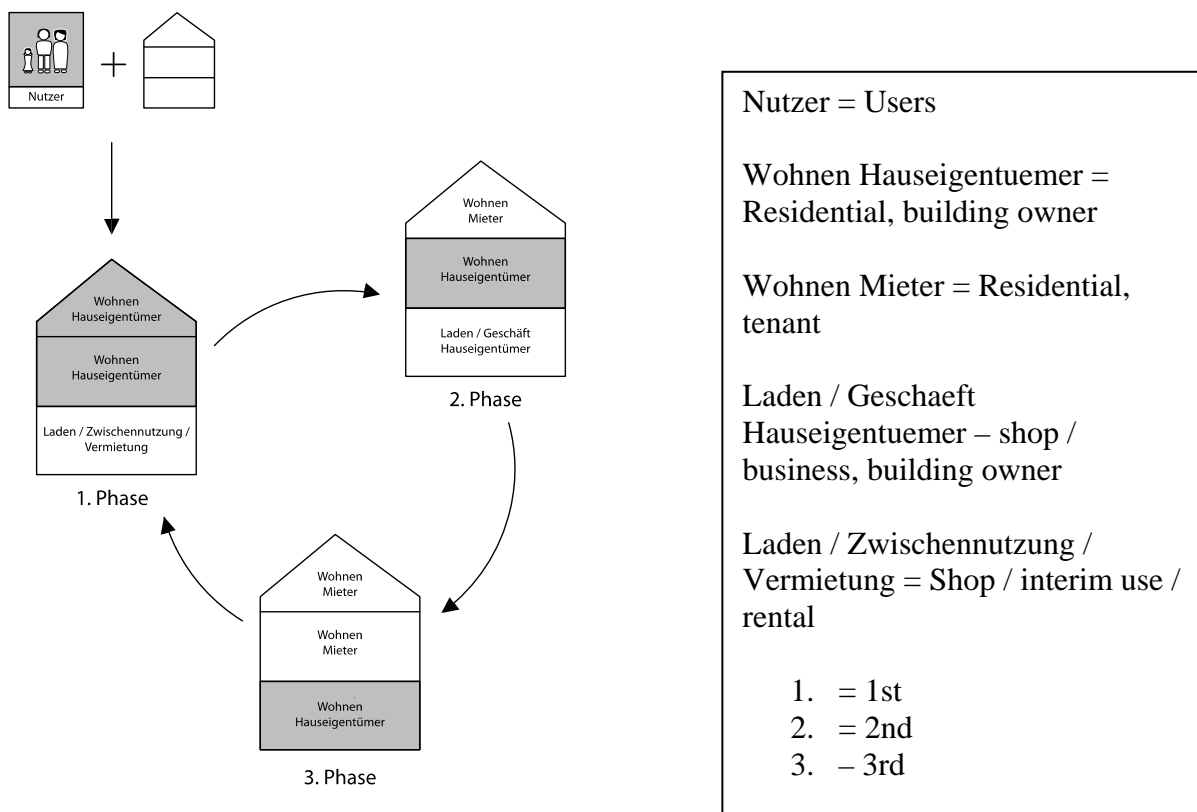 Nutzer
+
Wohnen
Hauseigentümer
Wohnen
Hauseigentümer
Laden / Zwischennutzung /
Vermietung
1. Phase
Wohnen
Mieter
Wohnen
Hauseigentümer
Laden / Geschäft
Hauseigentümer
2. Phase
Wohnen
Mieter
Wohnen
Mieter
Wohnen
Hauseigentümer
3. Phase
Nutzer = Users
Wohnen Hauseigentuemer =
Residential, building owner
Wohnen Mieter = Residential,
tenant
Laden / Geschaeft
Hauseigentuemer – shop /
business, building owner
Laden / Zwischennutzung /
Vermietung = Shop / interim use /
rental
1. = 1st
2. = 2nd
3. – 3rd